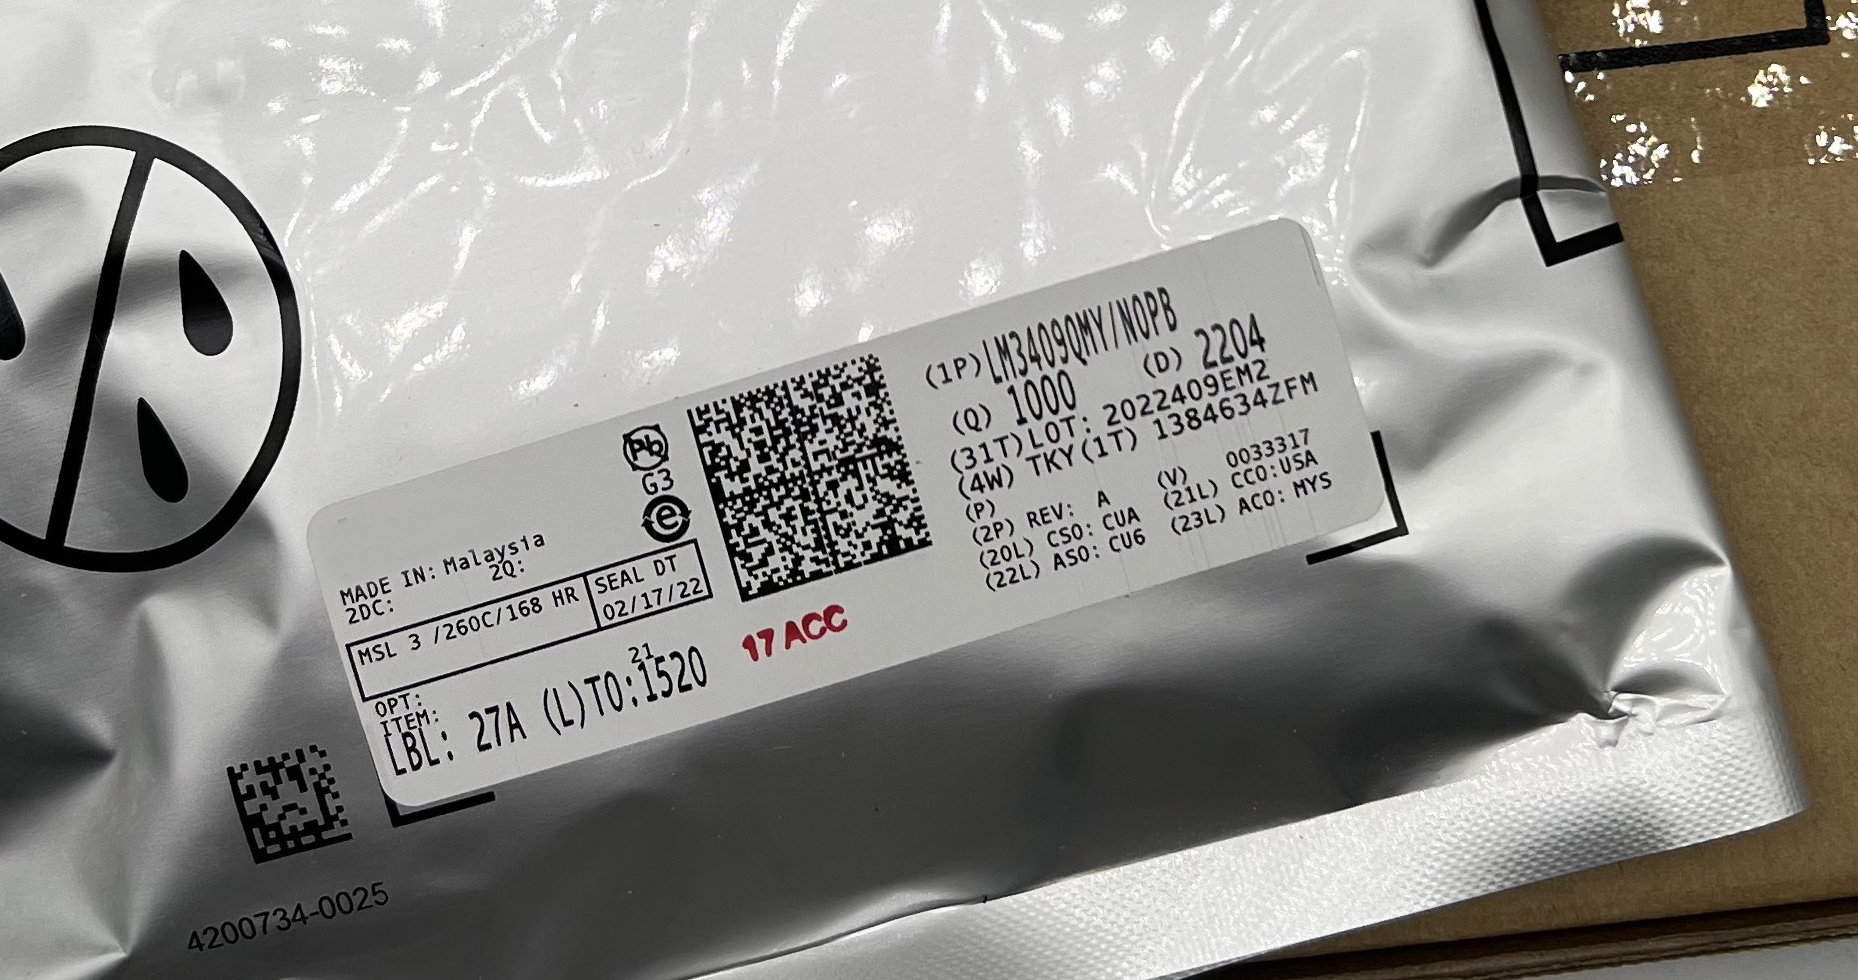 MADE IN: Malaysia
2DC: 2Q:
MSL 3 /260C/168 HR
SEAL DT
02/17/22
OPT: 21
ITEM:
LBL: 27A (L)TO:1520
Pb
G3
e
17 ACC
(1P) LM3409QMY/NOPB
(Q) 1000 (D) 2204
(31T)LOT: 2022409EM2
(4W) TKY(1T) 1384634ZFM
(P)
(2P) REV: A (V) 0033317
(20L) CSO: CUA (21L) CCO:USA
(22L) ASO: CU6 (23L) ACO: MYS
4200734-0025